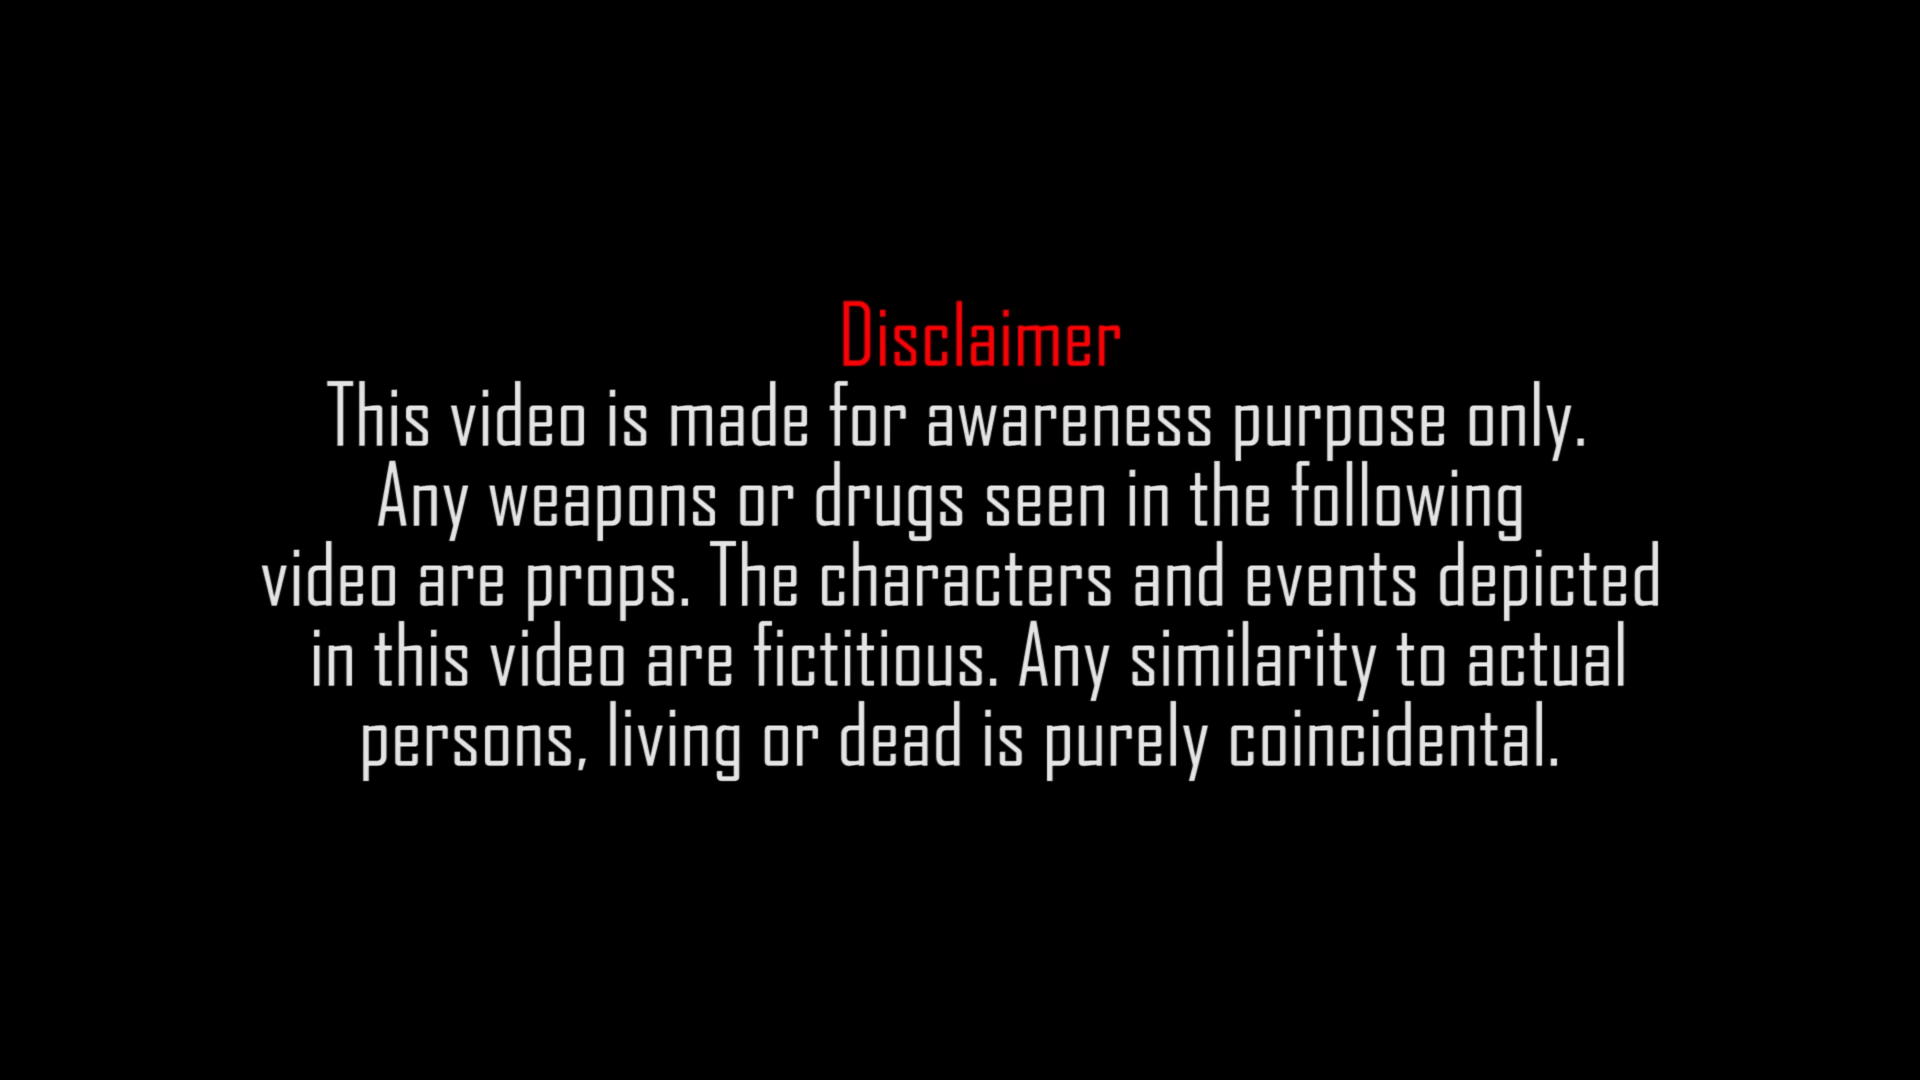 Disclaimer
This video is made for awareness purpose only.
Any weapons or drugs seen in the following
video are props. The characters and events depicted
in this video are fictitious. Any similarity to actual
persons, living or dead is purely coincidental.